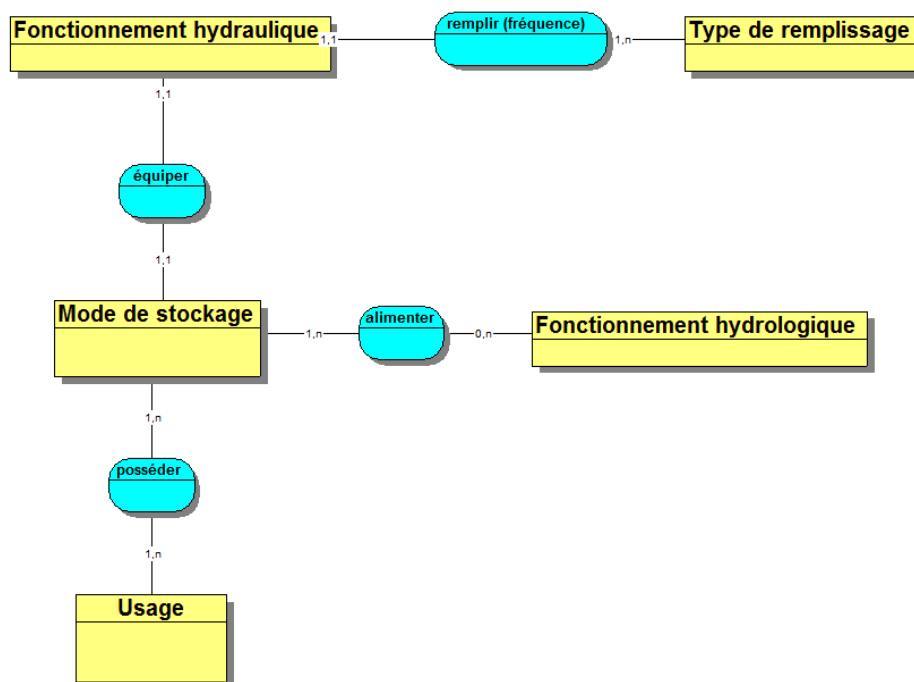 Fonctionnement hydraulique
1,1
remplir (fréquence)
1,n
Type de remplissage
1,1
équiper
1,1
Mode de stockage
1,n
alimenter
0,n
Fonctionnement hydrologique
1,n
posséder
1,n
Usage